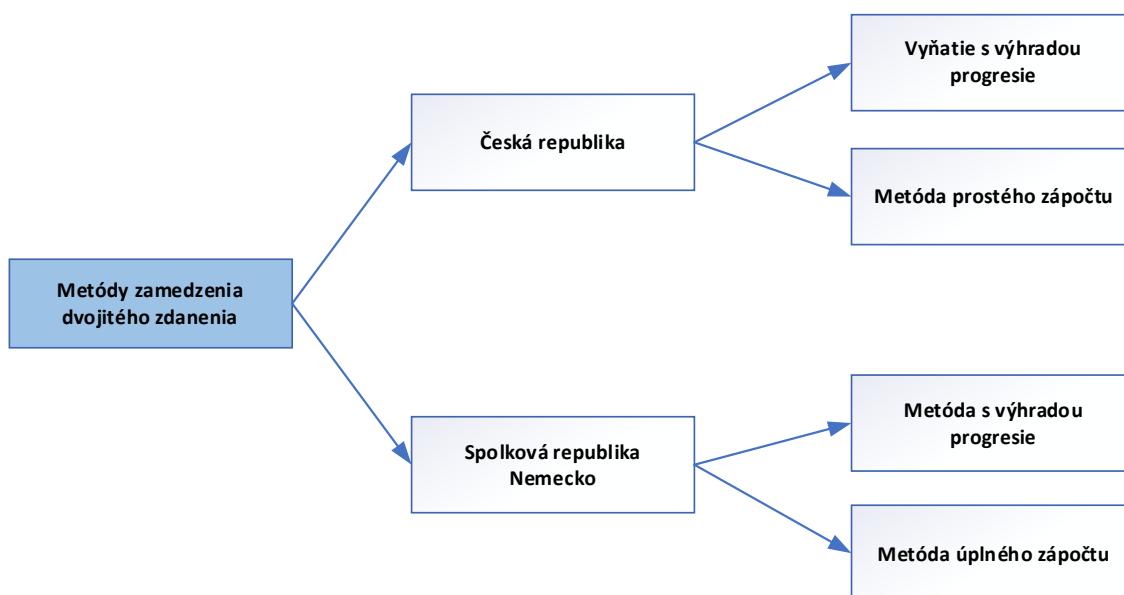 Vyňatie s výhradou
progresie
Česká republika
Metóda prostého zápočtu
Metódy zamedzenia
dvojitého zdanenia
Metóda s výhradou
progresie
Spolková republika
Nemecko
Metóda úplného zápočtu